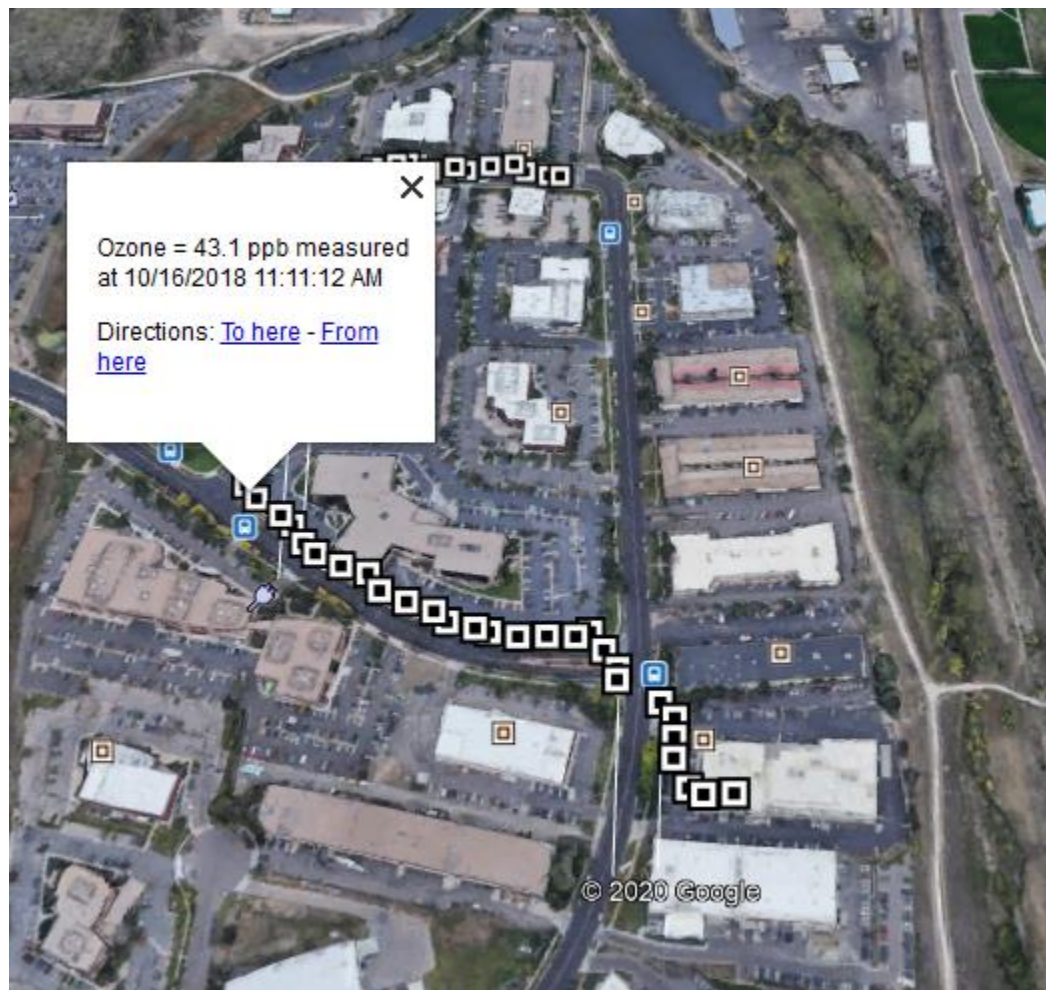 Ozone = 43.1 ppb measured
at 10/16/2018 11:11:12 AM
Directions: To here - From
here
© 2020 Google